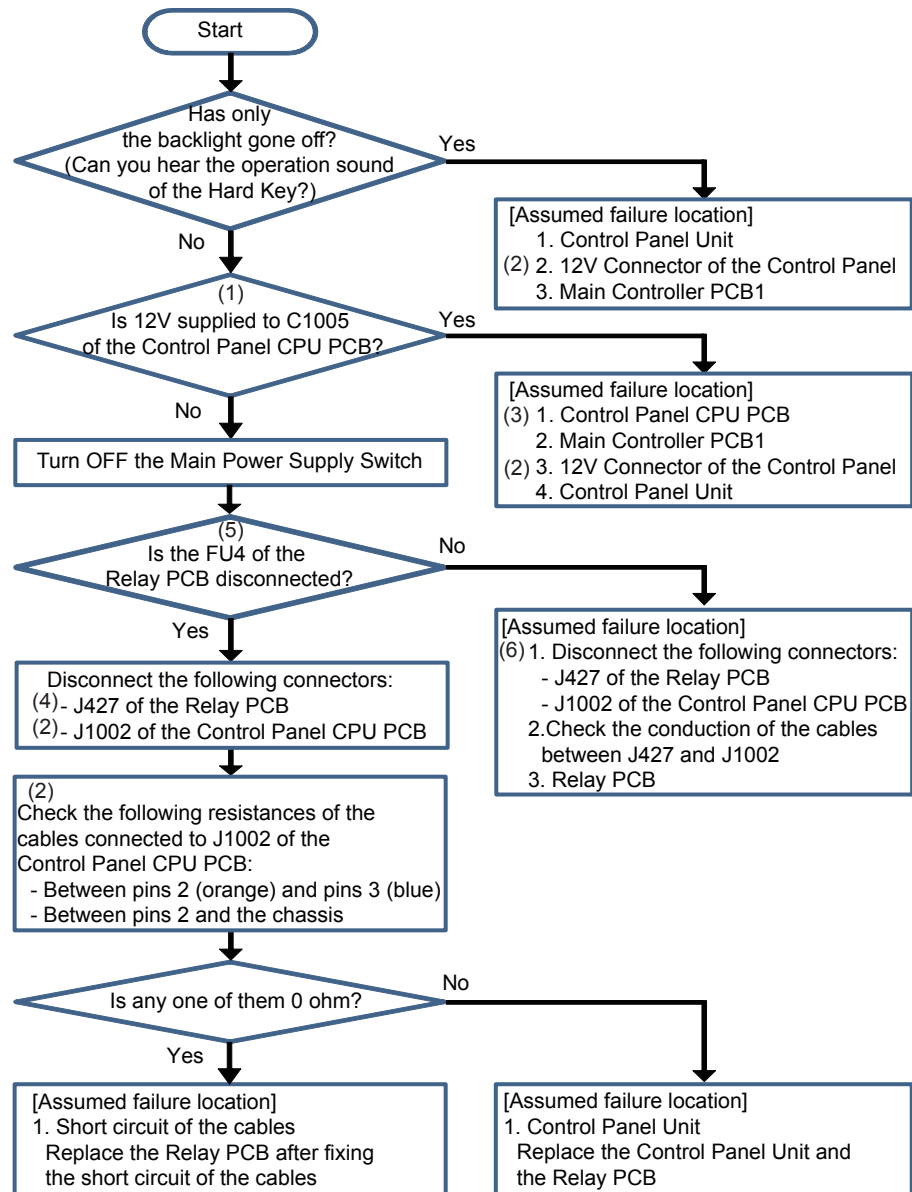 Start
Has only
the backlight gone off?
(Can you hear the operation sound
of the Hard Key?)
Yes
No
[Assumed failure location]
1. Control Panel Unit
(2) 2. 12V Connector of the Control Panel
3. Main Controller PCB1
(1)
Is 12V supplied to C1005
of the Control Panel CPU PCB?
Yes
No
[Assumed failure location]
(3) 1. Control Panel CPU PCB
2. Main Controller PCB1
(2) 3. 12V Connector of the Control Panel
4. Control Panel Unit
Turn OFF the Main Power Supply Switch
(5)
Is the FU4 of the
Relay PCB disconnected?
No
Yes
[Assumed failure location]
(6) 1. Disconnect the following connectors:
- J427 of the Relay PCB
- J1002 of the Control Panel CPU PCB
2.Check the conduction of the cables
between J427 and J1002
3. Relay PCB
Disconnect the following connectors:
(4) - J427 of the Relay PCB
(2) - J1002 of the Control Panel CPU PCB
(2)
Check the following resistances of the
cables connected to J1002 of the
Control Panel CPU PCB:
- Between pins 2 (orange) and pins 3 (blue)
- Between pins 2 and the chassis
Is any one of them 0 ohm?
No
Yes
[Assumed failure location]
1. Short circuit of the cables
Replace the Relay PCB after fixing
the short circuit of the cables
[Assumed failure location]
1. Control Panel Unit
Replace the Control Panel Unit and
the Relay PCB